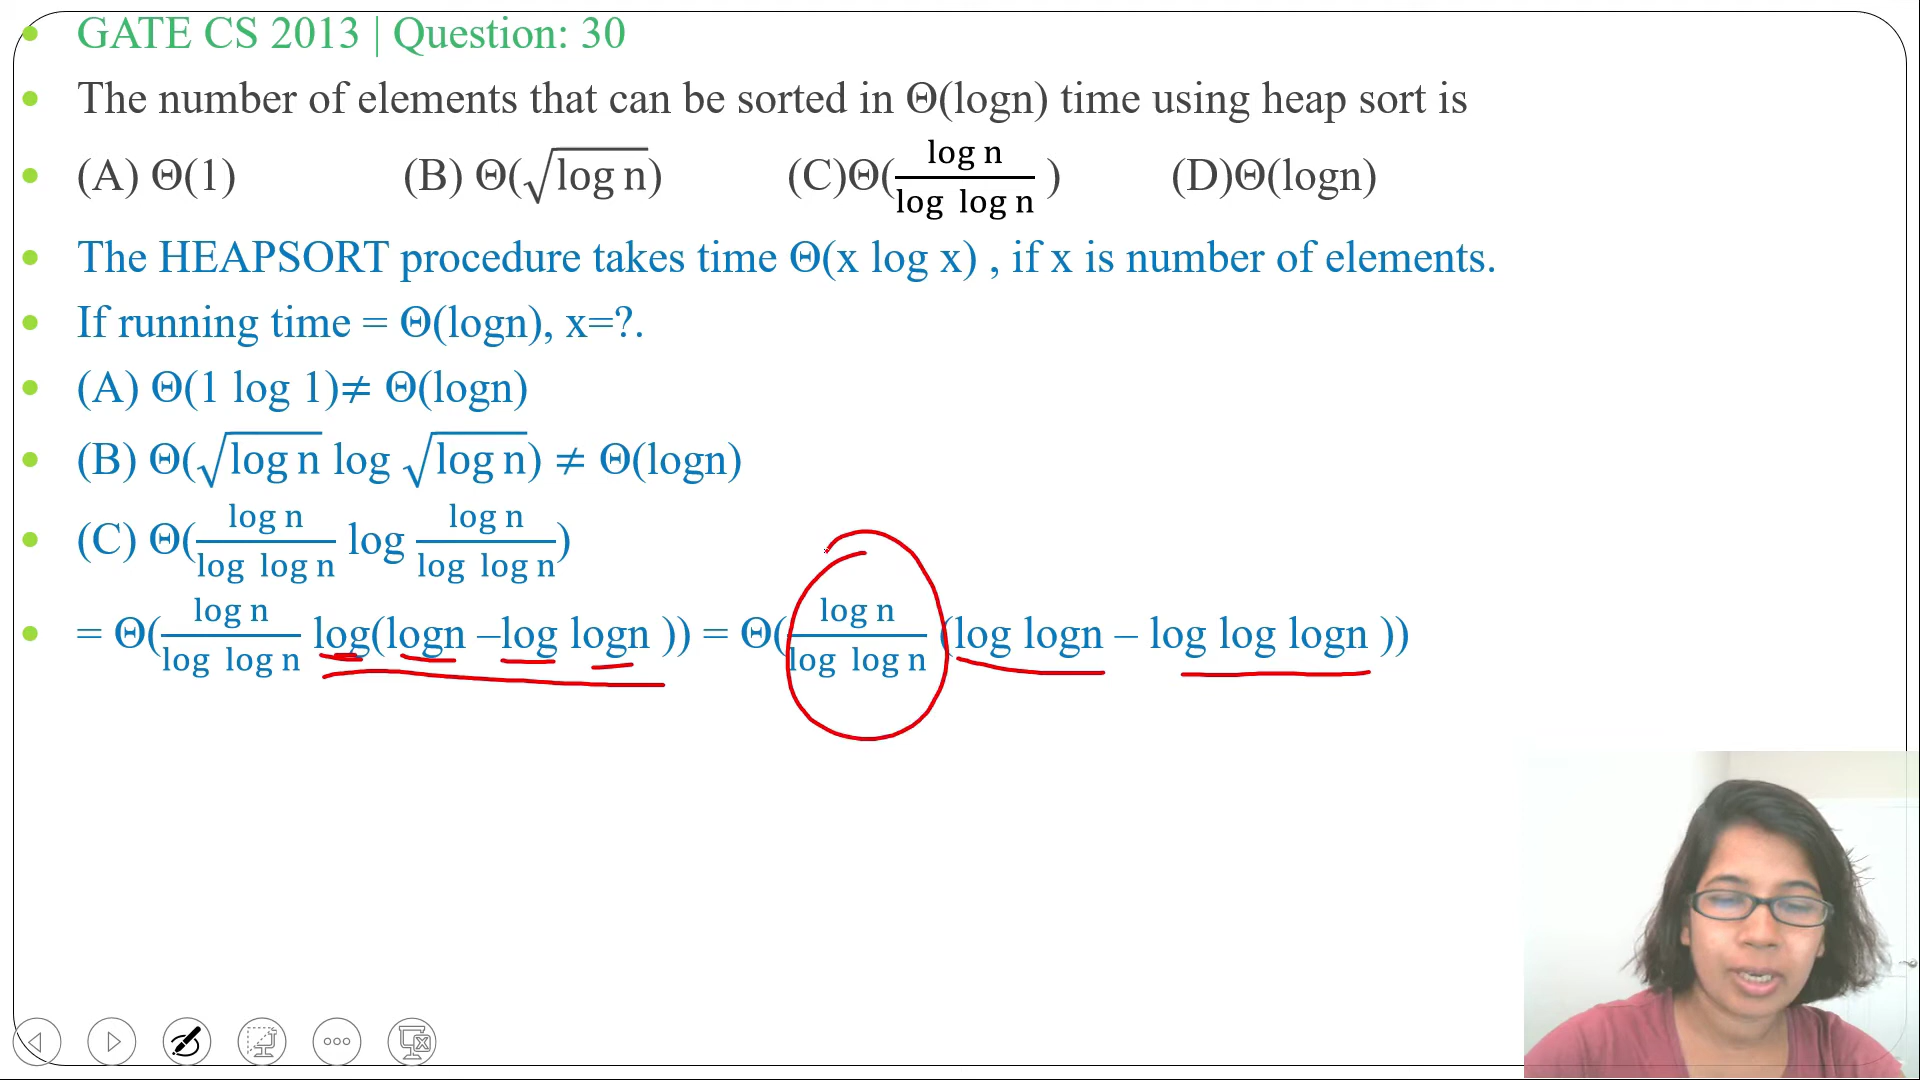 GATE CS 2013 | Question: 30
The number of elements that can be sorted in Θ(logn) time using heap sort is
(A) Θ(1) (B) Θ(√log n) (C)Θ(log n / log log n ) (D)Θ(logn)
The HEAPSORT procedure takes time Θ(x log x) , if x is number of elements.
If running time = Θ(logn), x=?.
(A) Θ(1 log 1)≠ Θ(logn)
(B) Θ(√log n log √log n) ≠ Θ(logn)
(C) Θ(log n / log log n log log n / log log n)
= Θ(log n / log log n log(logn –log logn )) = Θ(log n / log log n (log logn – log log logn ))